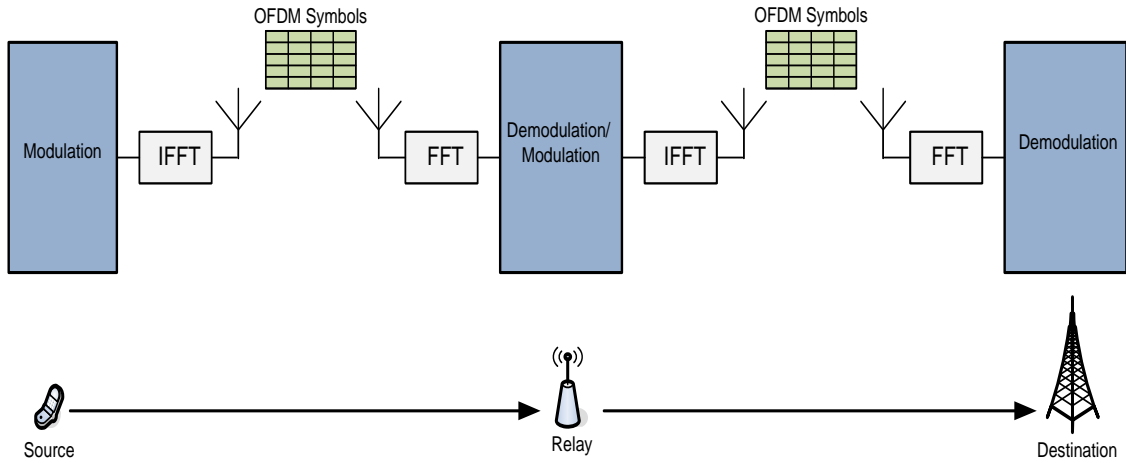 OFDM Symbols
OFDM Symbols
Modulation
IFFT
FFT
Demodulation/
Modulation
IFFT
FFT
Demodulation
Source
Relay
Destination